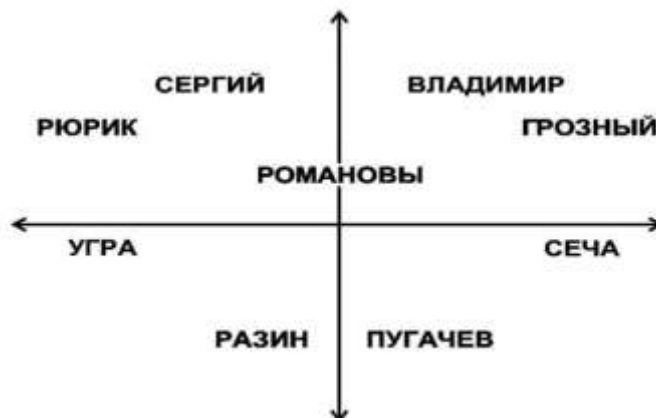 СЕРГИЙ ВЛАДИМИР
РЮРИК ГРОЗНЫЙ
РОМАНОВЫ
УГРА СЕЧА
РАЗИН ПУГАЧЕВ